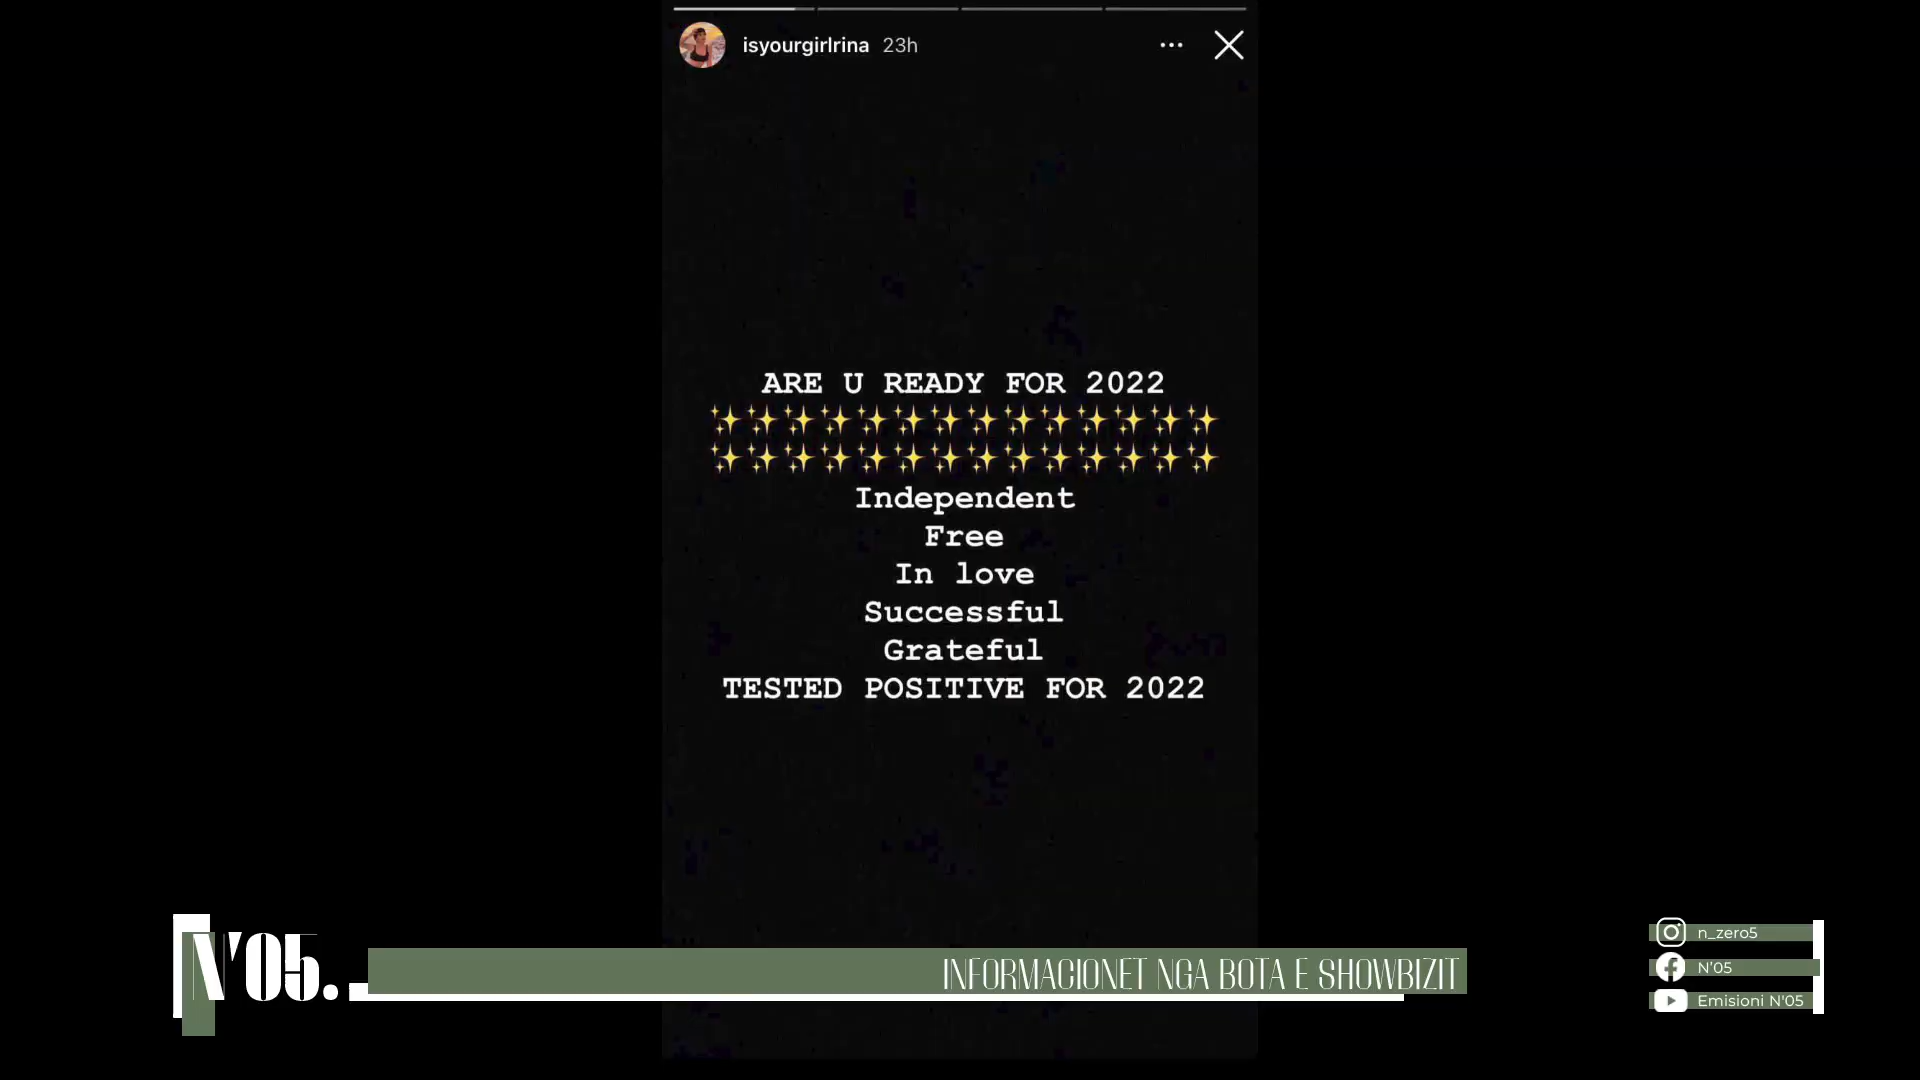 isyourgirlrina 23h
ARE U READY FOR 2022
Independent
Free
In love
Successful
Grateful
TESTED POSITIVE FOR 2022
N'05.
INFORMACIONET NGA BOTA E SHOWBIZIT
n_zero5
N'05
Emisioni N'05